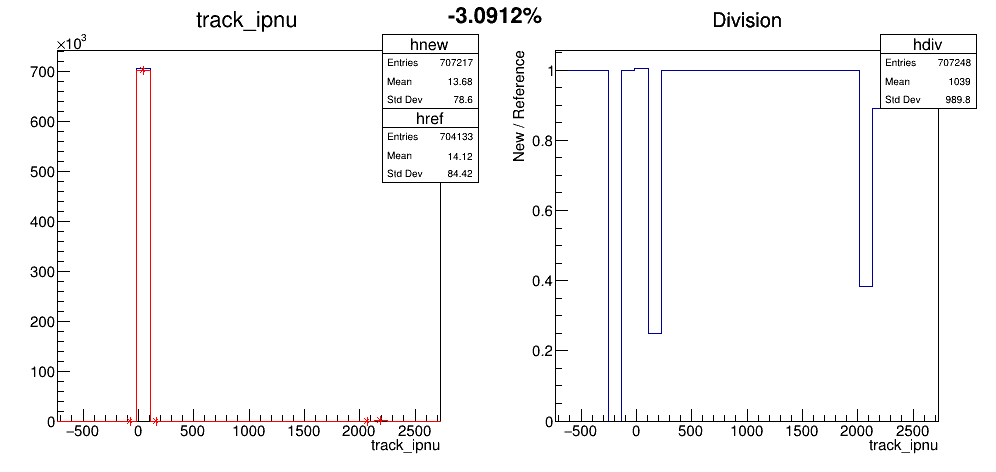 track_ipnu
-3.0912%
Division
×10³
hnew
Entries 707217
Mean 13.68
Std Dev 78.6
href
Entries 704133
Mean 14.12
Std Dev 84.42
700
600
500
400
300
200
100
0
−500 0 500 1000 1500 2000 2500
track_ipnu
hdiv
Entries 707248
Mean 1039
Std Dev 989.8
New / Reference
1
0.8
0.6
0.4
0.2
0
−500 0 500 1000 1500 2000 2500
track_ipnu